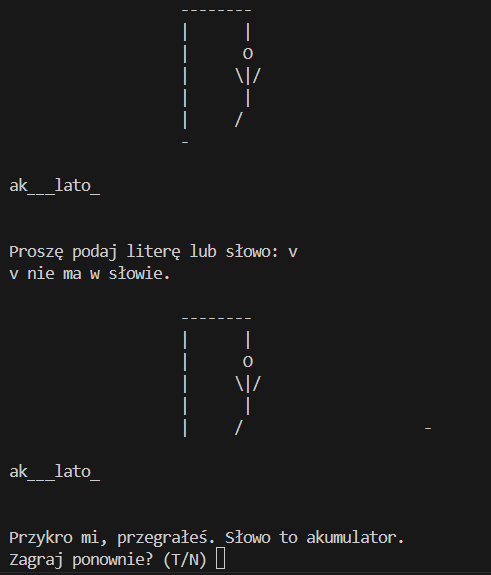 --------
                   |      |
                   |      O
                   |     \|/
                   |      |
                   |     /
                   -
ak___lato_
Proszę podaj literę lub słowo: v
v nie ma w słowie.
                   --------
                   |      |
                   |      O
                   |     \|/
                   |      |
                   |     /                    -
ak___lato_
Przykro mi, przegrałeś. Słowo to akumulator.
Zagraj ponownie? (T/N)